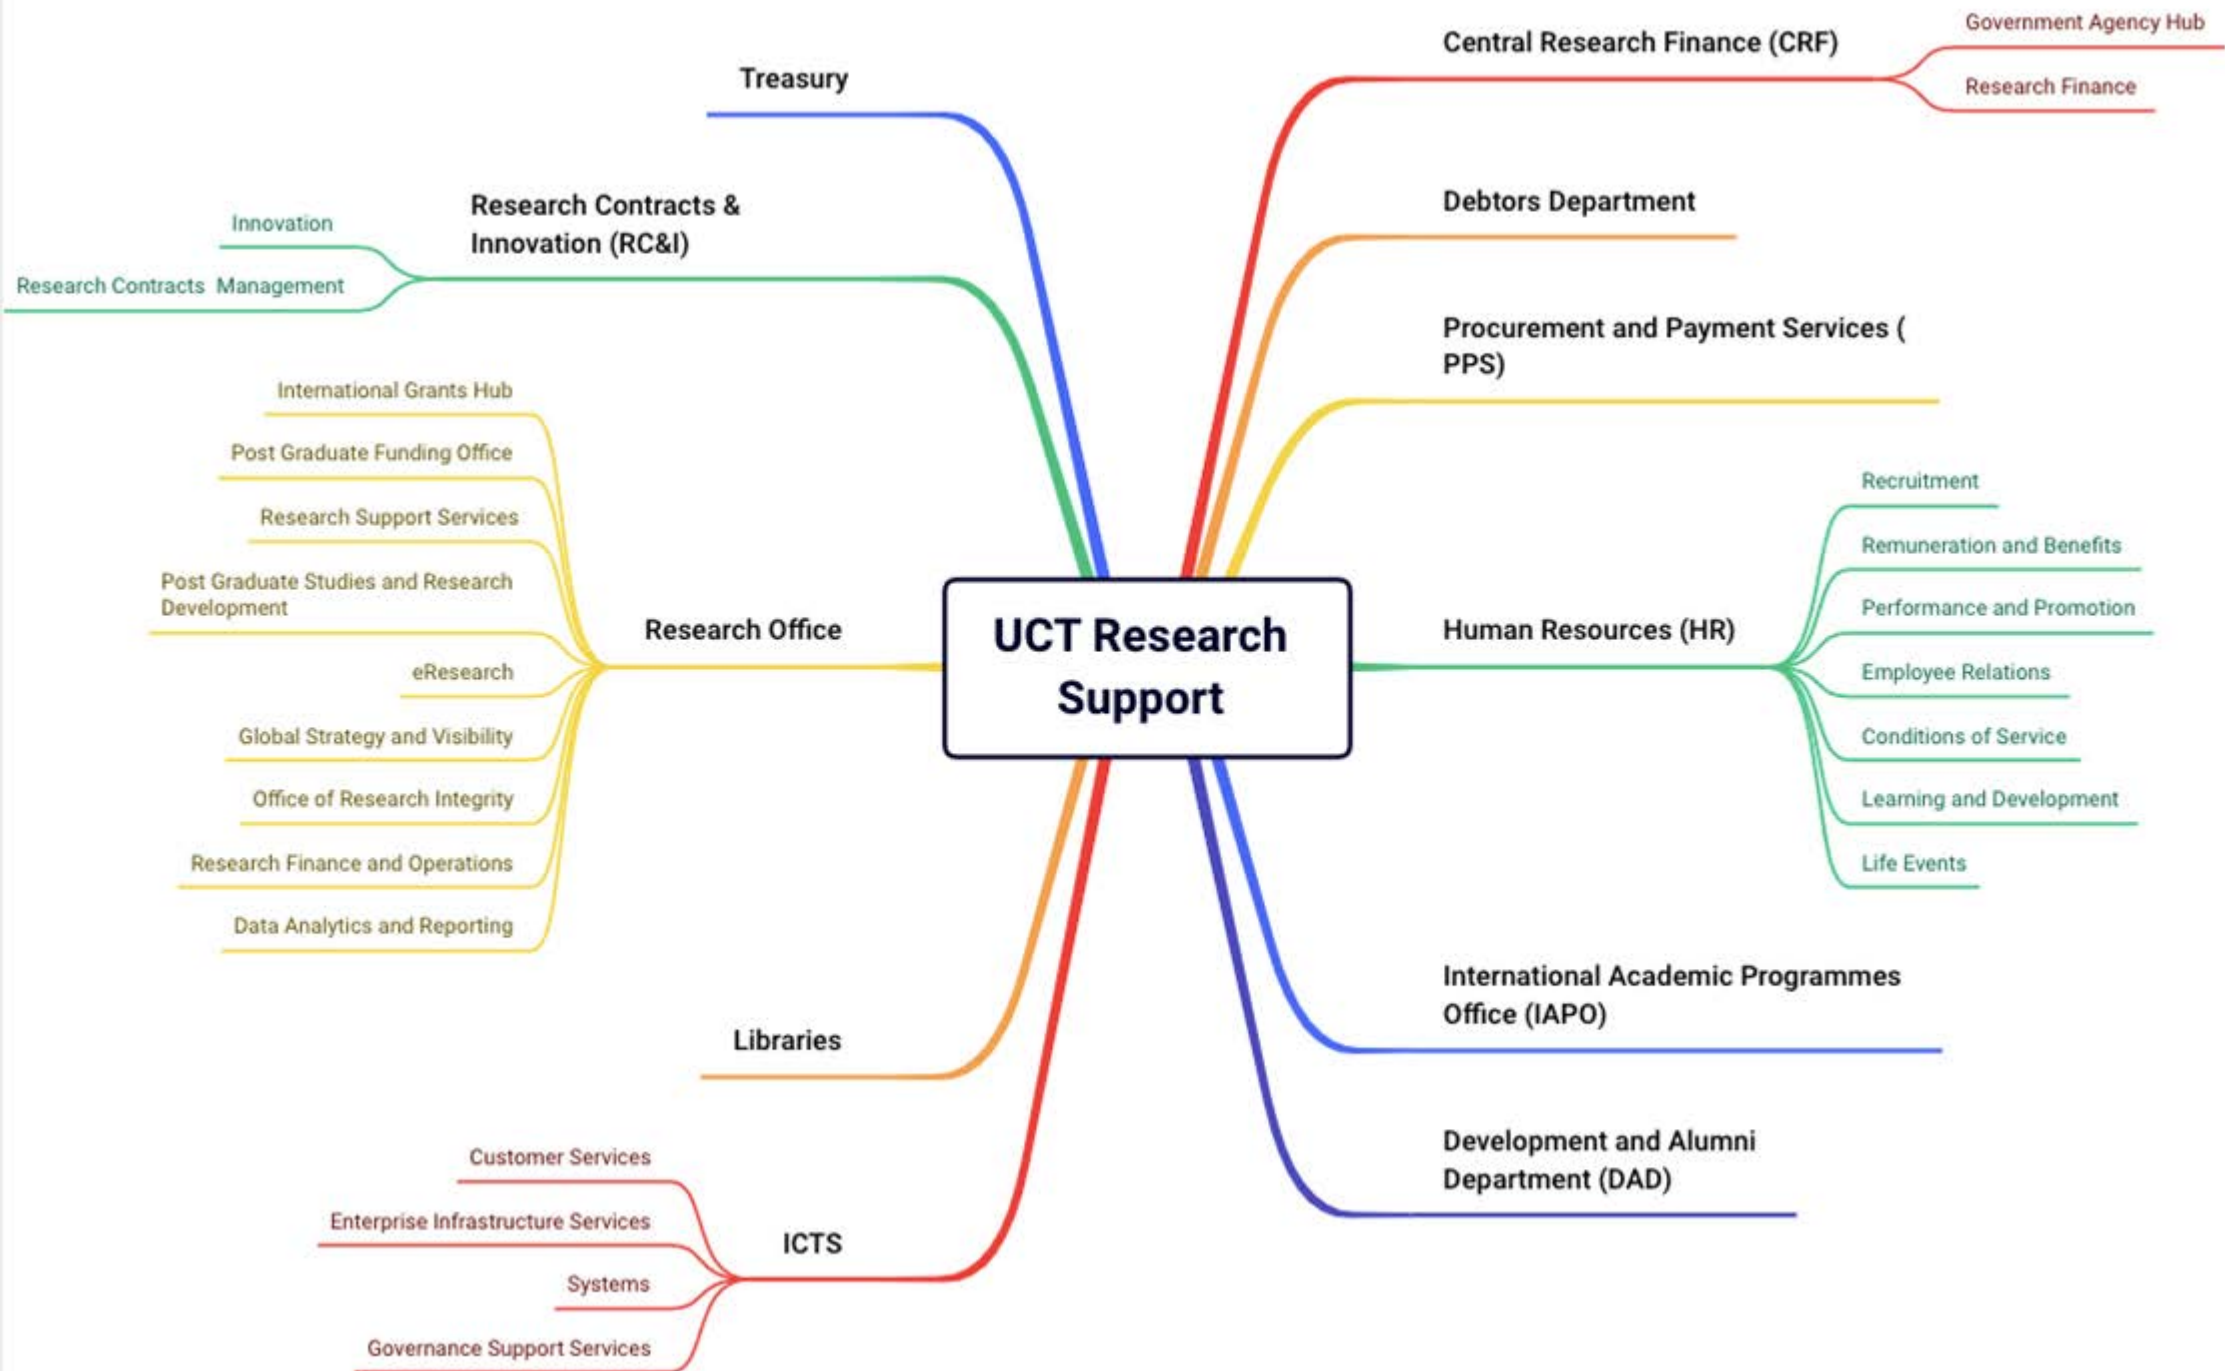 UCT Research
Support
Treasury
Research Contracts &
Innovation (RC&I)
Innovation
Research Contracts  Management
Research Office
International Grants Hub
Post Graduate Funding Office
Research Support Services
Post Graduate Studies and Research
Development
eResearch
Global Strategy and Visibility
Office of Research Integrity
Research Finance and Operations
Data Analytics and Reporting
Libraries
ICTS
Customer Services
Enterprise Infrastructure Services
Systems
Governance Support Services
Central Research Finance (CRF)
Government Agency Hub
Research Finance
Debtors Department
Procurement and Payment Services (
PPS)
Human Resources (HR)
Recruitment
Remuneration and Benefits
Performance and Promotion
Employee Relations
Conditions of Service
Learning and Development
Life Events
International Academic Programmes
Office (IAPO)
Development and Alumni
Department (DAD)